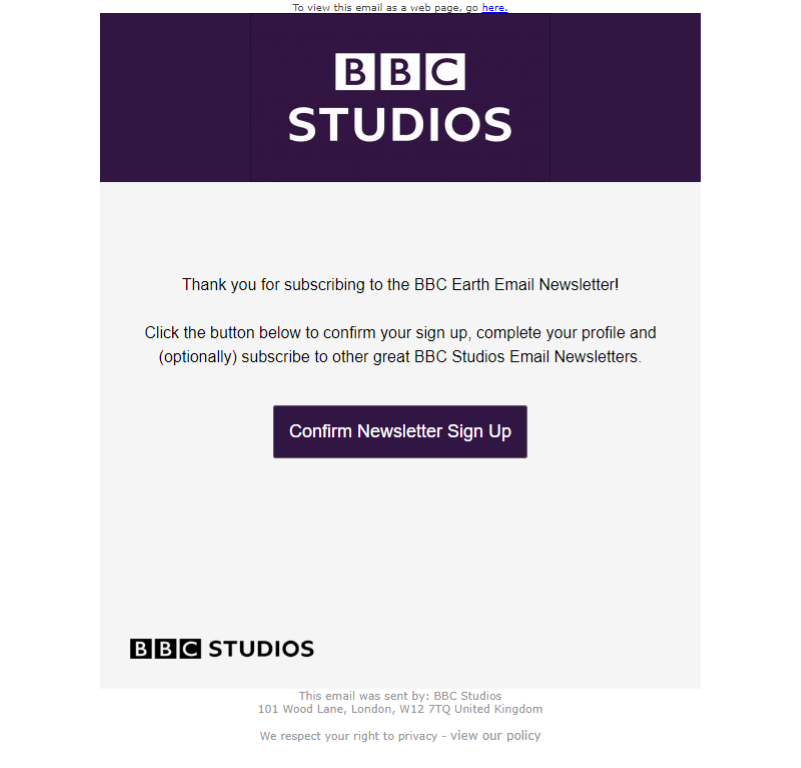 To view this email as a web page, go here.
BBC
STUDIOS
Thank you for subscribing to the BBC Earth Email Newsletter!
Click the button below to confirm your sign up, complete your profile and
(optionally) subscribe to other great BBC Studios Email Newsletters.
Confirm Newsletter Sign Up
BBC STUDIOS
This email was sent by: BBC Studios
101 Wood Lane, London, W12 7TQ United Kingdom
We respect your right to privacy - view our policy